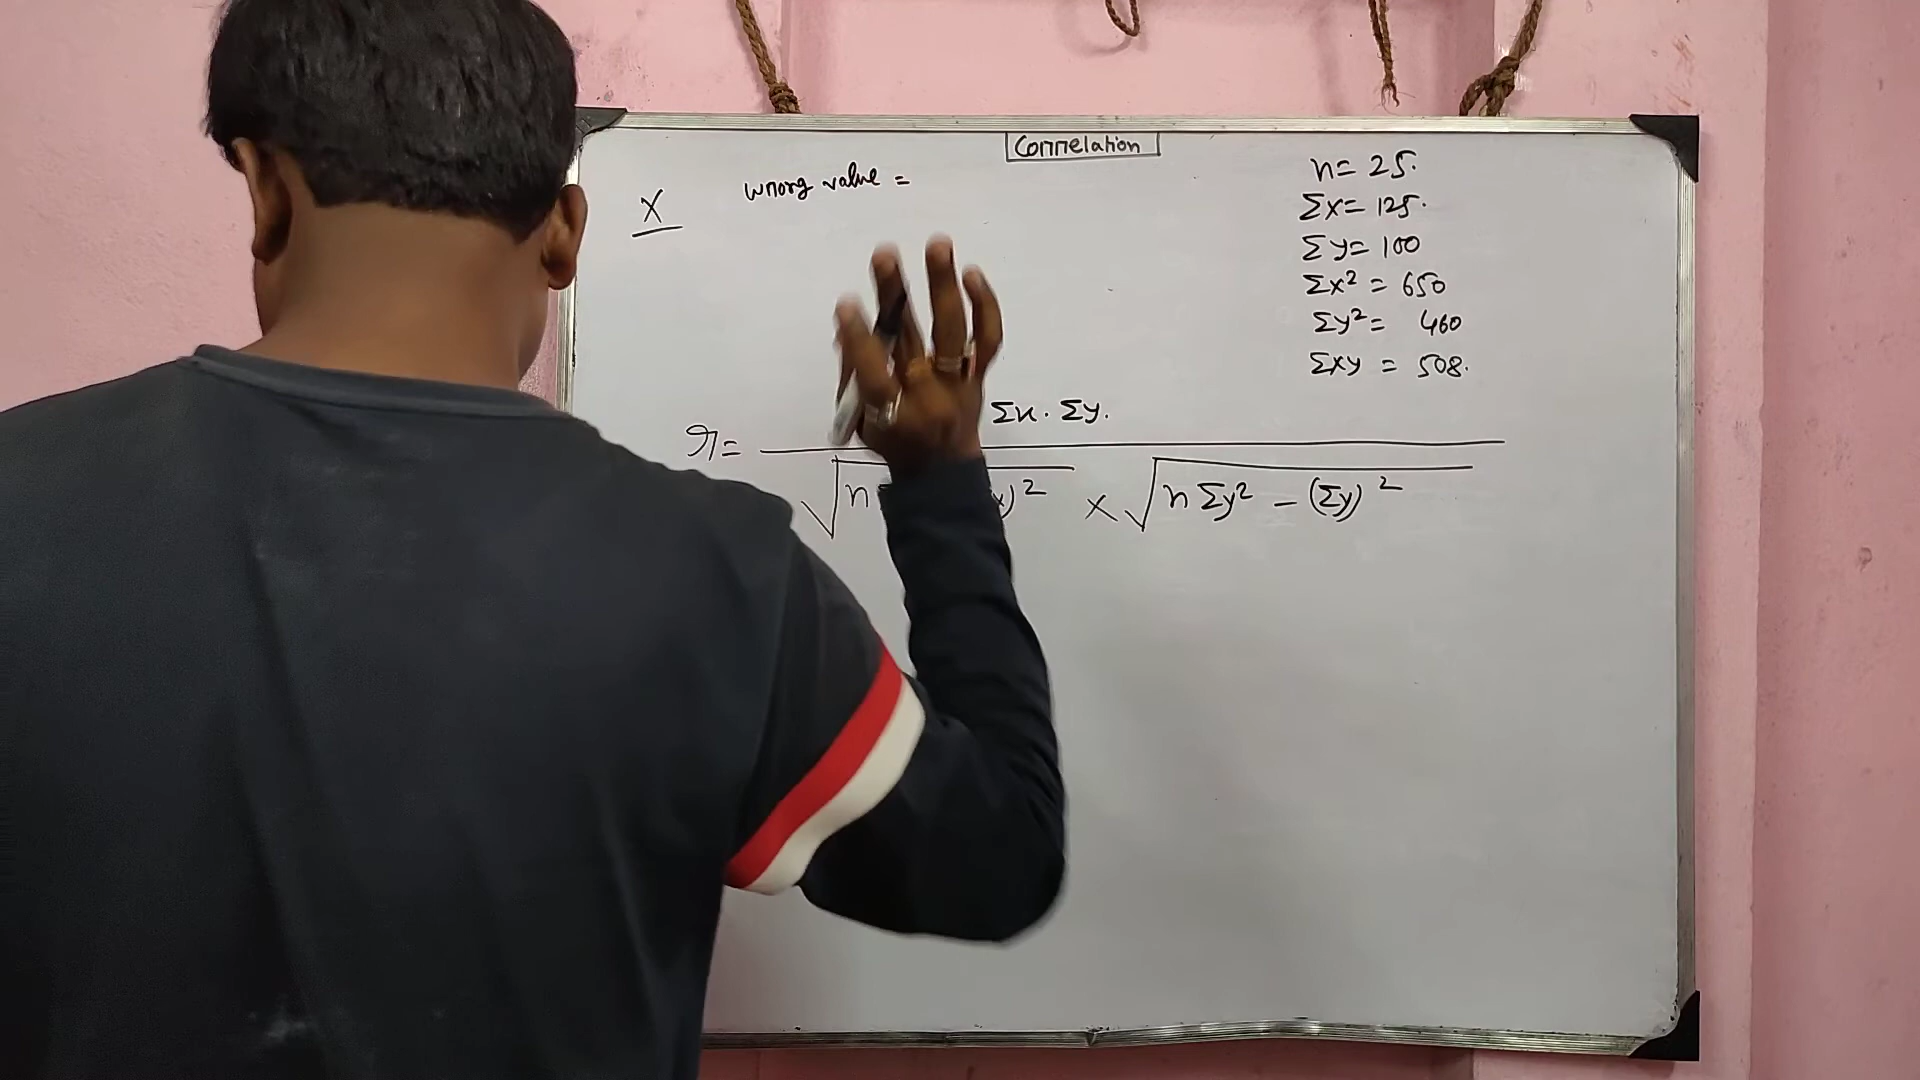 Correlation
X
wrong value =
n= 25.
Σx= 125.
Σy= 100
Σx² = 650
Σy² = 460
Σxy = 508.
Σx . Σy.
r=
√n x)² × √n Σy² - (Σy)²